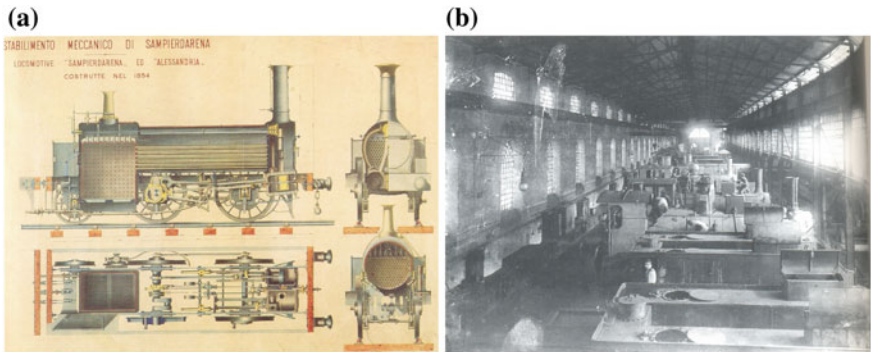 (a)
STABILIMENTO MECCANICO DI SAMPIERDARENA
LOCOMOTIVE "SAMPIERDARENA" ED "ALESSANDRIA"
COSTRUTTE NEL 1854
(b)